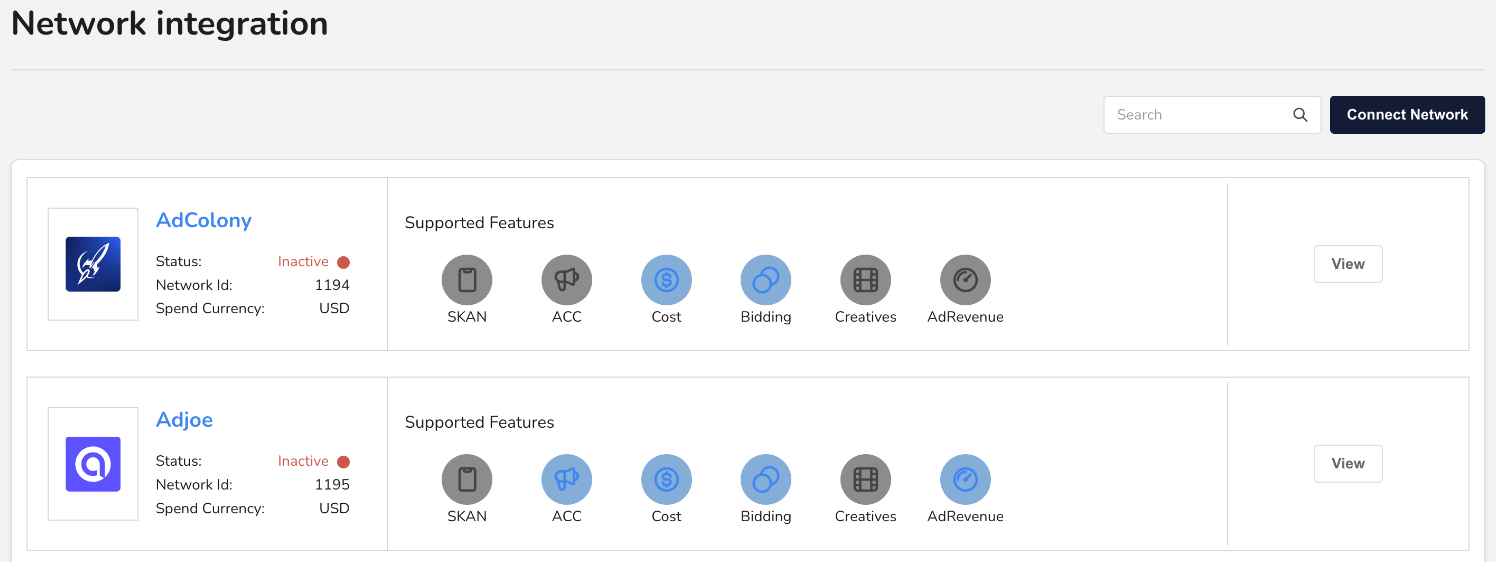 Network integration
Search
Connect Network
AdColony
Status: Inactive
Network Id: 1194
Spend Currency: USD
Supported Features
SKAN ACC Cost Bidding Creatives AdRevenue
View
Adjoe
Status: Inactive
Network Id: 1195
Spend Currency: USD
Supported Features
SKAN ACC Cost Bidding Creatives AdRevenue
View